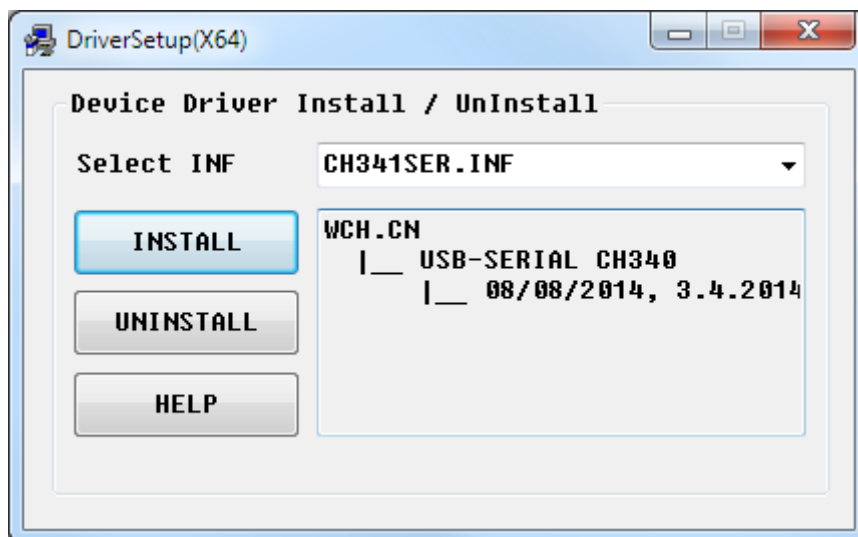 DriverSetup(X64)
Device Driver Install / UnInstall
Select INF
CH341SER.INF
INSTALL
WCH.CN
|__ USB-SERIAL CH340
|__ 08/08/2014, 3.4.2014
UNINSTALL
HELP